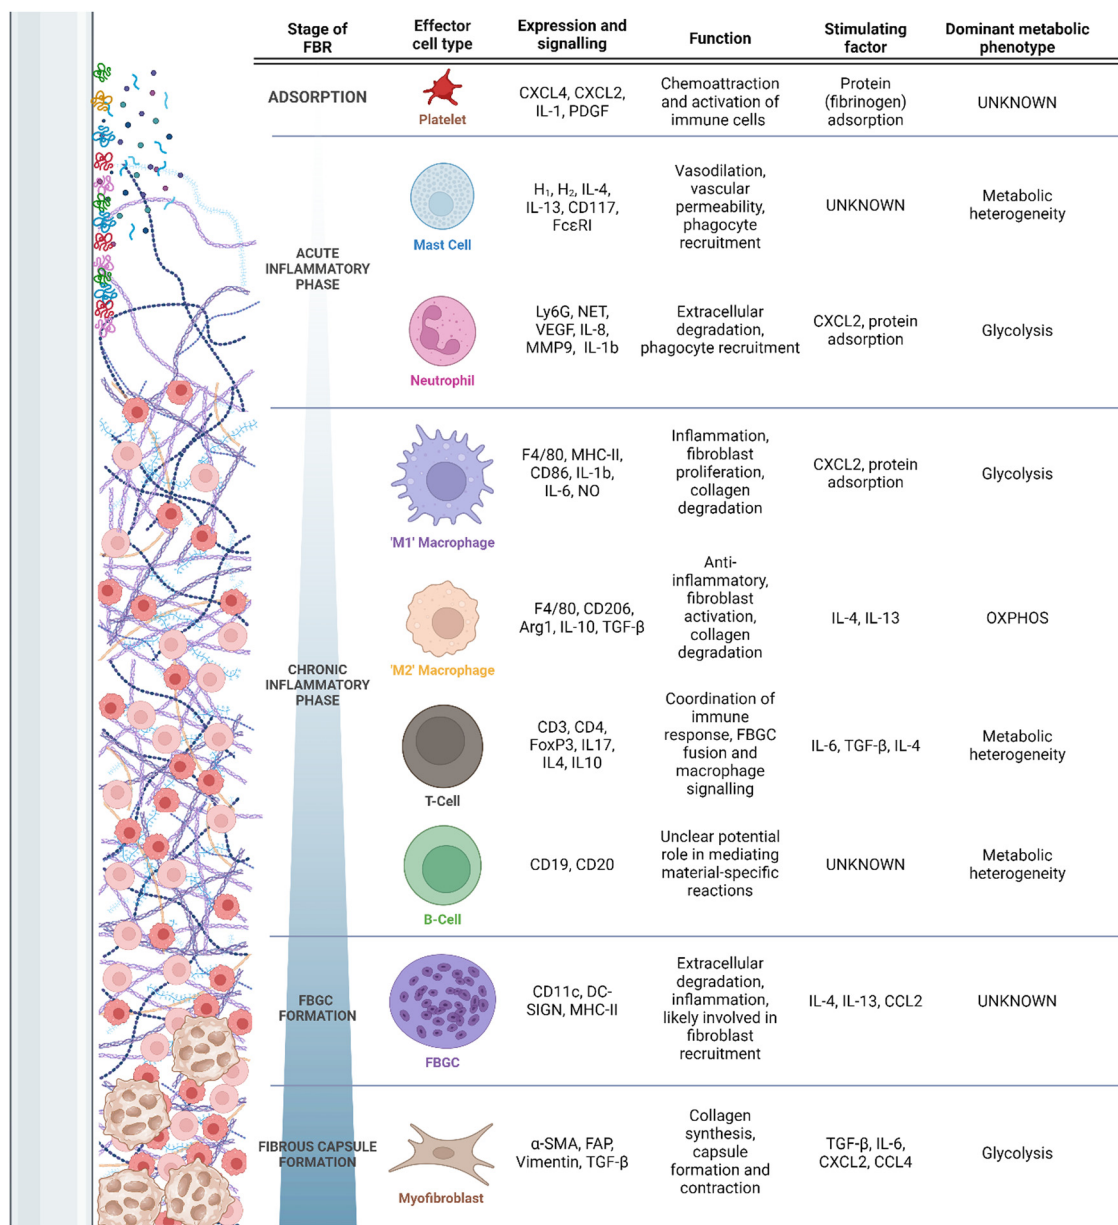 Stage of
FBR
Effector
cell type
Expression and
signalling
Function
Stimulating
factor
Dominant metabolic
phenotype
ADSORPTION
Platelet
CXCL4, CXCL2,
IL-1, PDGF
Chemoattraction
and activation of
immune cells
Protein
(fibrinogen)
adsorption
UNKNOWN
ACUTE
INFLAMMATORY
PHASE
Mast Cell
H₁, H₂, IL-4,
IL-13, CD117,
FcεRI
Vasodilation,
vascular
permeability,
phagocyte
recruitment
UNKNOWN
Metabolic
heterogeneity
Neutrophil
Ly6G, NET,
VEGF, IL-8,
MMP9, IL-1b
Extracellular
degradation,
phagocyte recruitment
CXCL2, protein
adsorption
Glycolysis
CHRONIC
INFLAMMATORY
PHASE
'M1' Macrophage
F4/80, MHC-II,
CD86, IL-1b,
IL-6, NO
Inflammation,
fibroblast
proliferation,
collagen
degradation
CXCL2, protein
adsorption
Glycolysis
'M2' Macrophage
F4/80, CD206,
Arg1, IL-10, TGF-β
Anti-
inflammatory,
fibroblast
activation,
collagen
degradation
IL-4, IL-13
OXPHOS
T-Cell
CD3, CD4,
FoxP3, IL17,
IL4, IL10
Coordination of
immune
response, FBGC
fusion and
macrophage
signalling
IL-6, TGF-β, IL-4
Metabolic
heterogeneity
B-Cell
CD19, CD20
Unclear potential
role in mediating
material-specific
reactions
UNKNOWN
Metabolic
heterogeneity
FBGC
FORMATION
FBGC
CD11c, DC-
SIGN, MHC-II
Extracellular
degradation,
inflammation,
likely involved in
fibroblast
recruitment
IL-4, IL-13, CCL2
UNKNOWN
FIBROUS CAPSULE
FORMATION
Myofibroblast
α-SMA, FAP,
Vimentin, TGF-β
Collagen
synthesis,
capsule
formation and
contraction
TGF-β, IL-6,
CXCL2, CCL4
Glycolysis